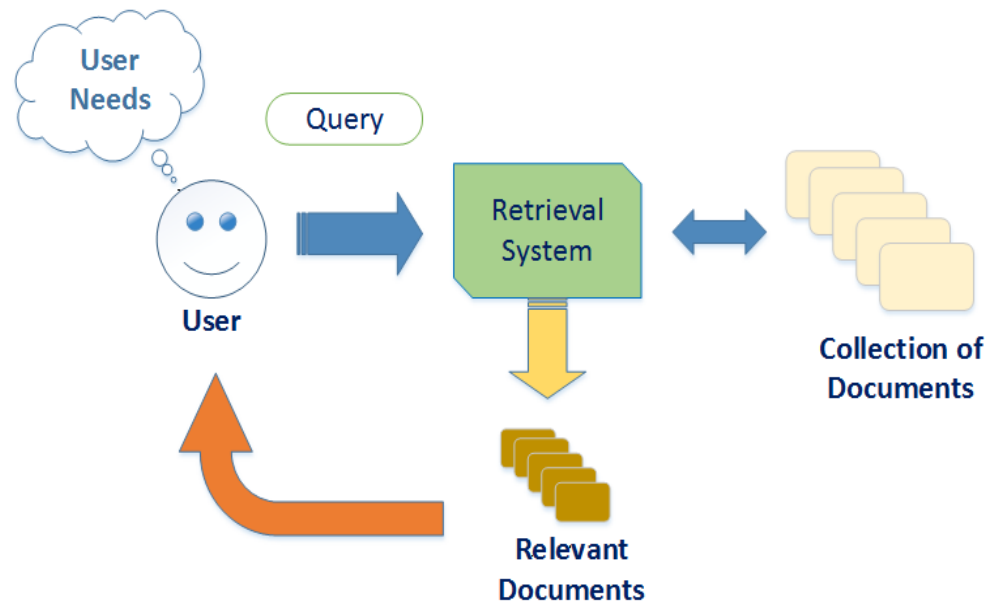 User
Needs
Query
Retrieval
System
User
Collection of
Documents
Relevant
Documents